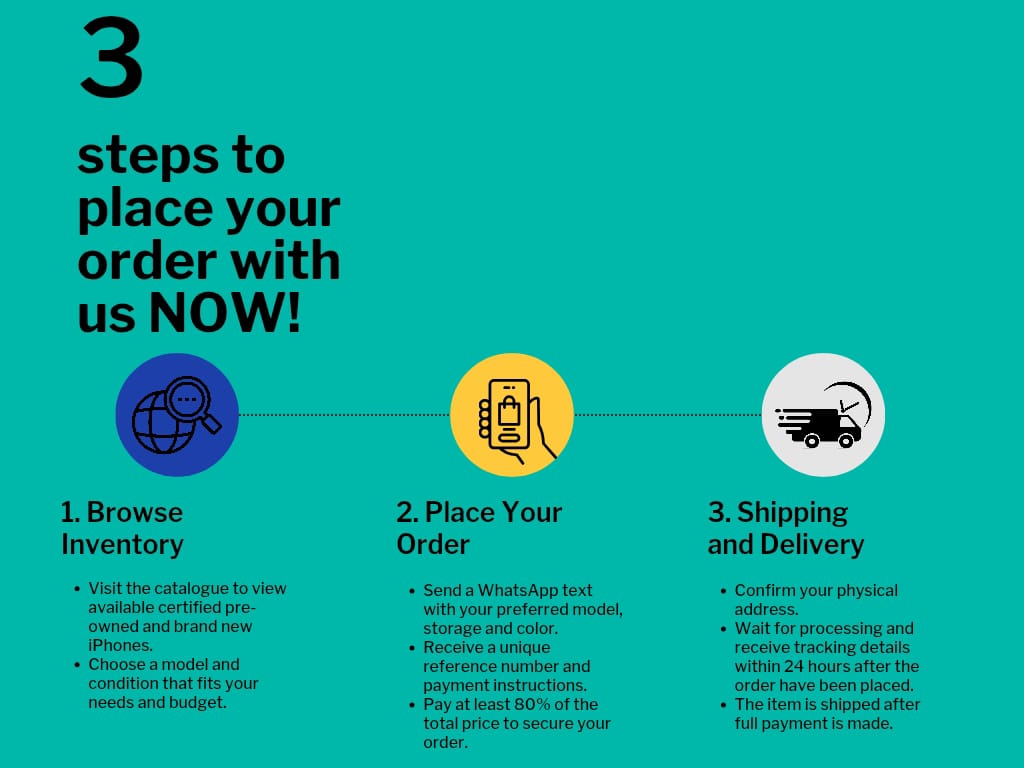 3
steps to
place your
order with
us NOW!
1. Browse
Inventory
• Visit the catalogue to view
available certified pre-
owned and brand new
iPhones.
• Choose a model and
condition that fits your
needs and budget.
2. Place Your
Order
• Send a WhatsApp text
with your preferred model,
storage and color.
• Receive a unique
reference number and
payment instructions.
• Pay at least 80% of the
total price to secure your
order.
3. Shipping
and Delivery
• Confirm your physical
address.
• Wait for processing and
receive tracking details
within 24 hours after the
order have been placed.
• The item is shipped after
full payment is made.